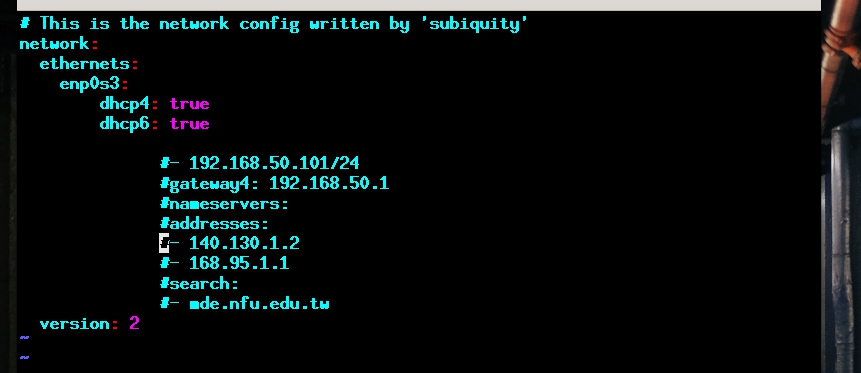 # This is the network config written by 'subiquity'
network:
  ethernets:
    enp0s3:
        dhcp4: true
        dhcp6: true

              #- 192.168.50.101/24
              #gateway4: 192.168.50.1
              #nameservers:
              #addresses:
              #- 140.130.1.2
              #- 168.95.1.1
              #search:
              #- mde.nfu.edu.tw
  version: 2
~
~